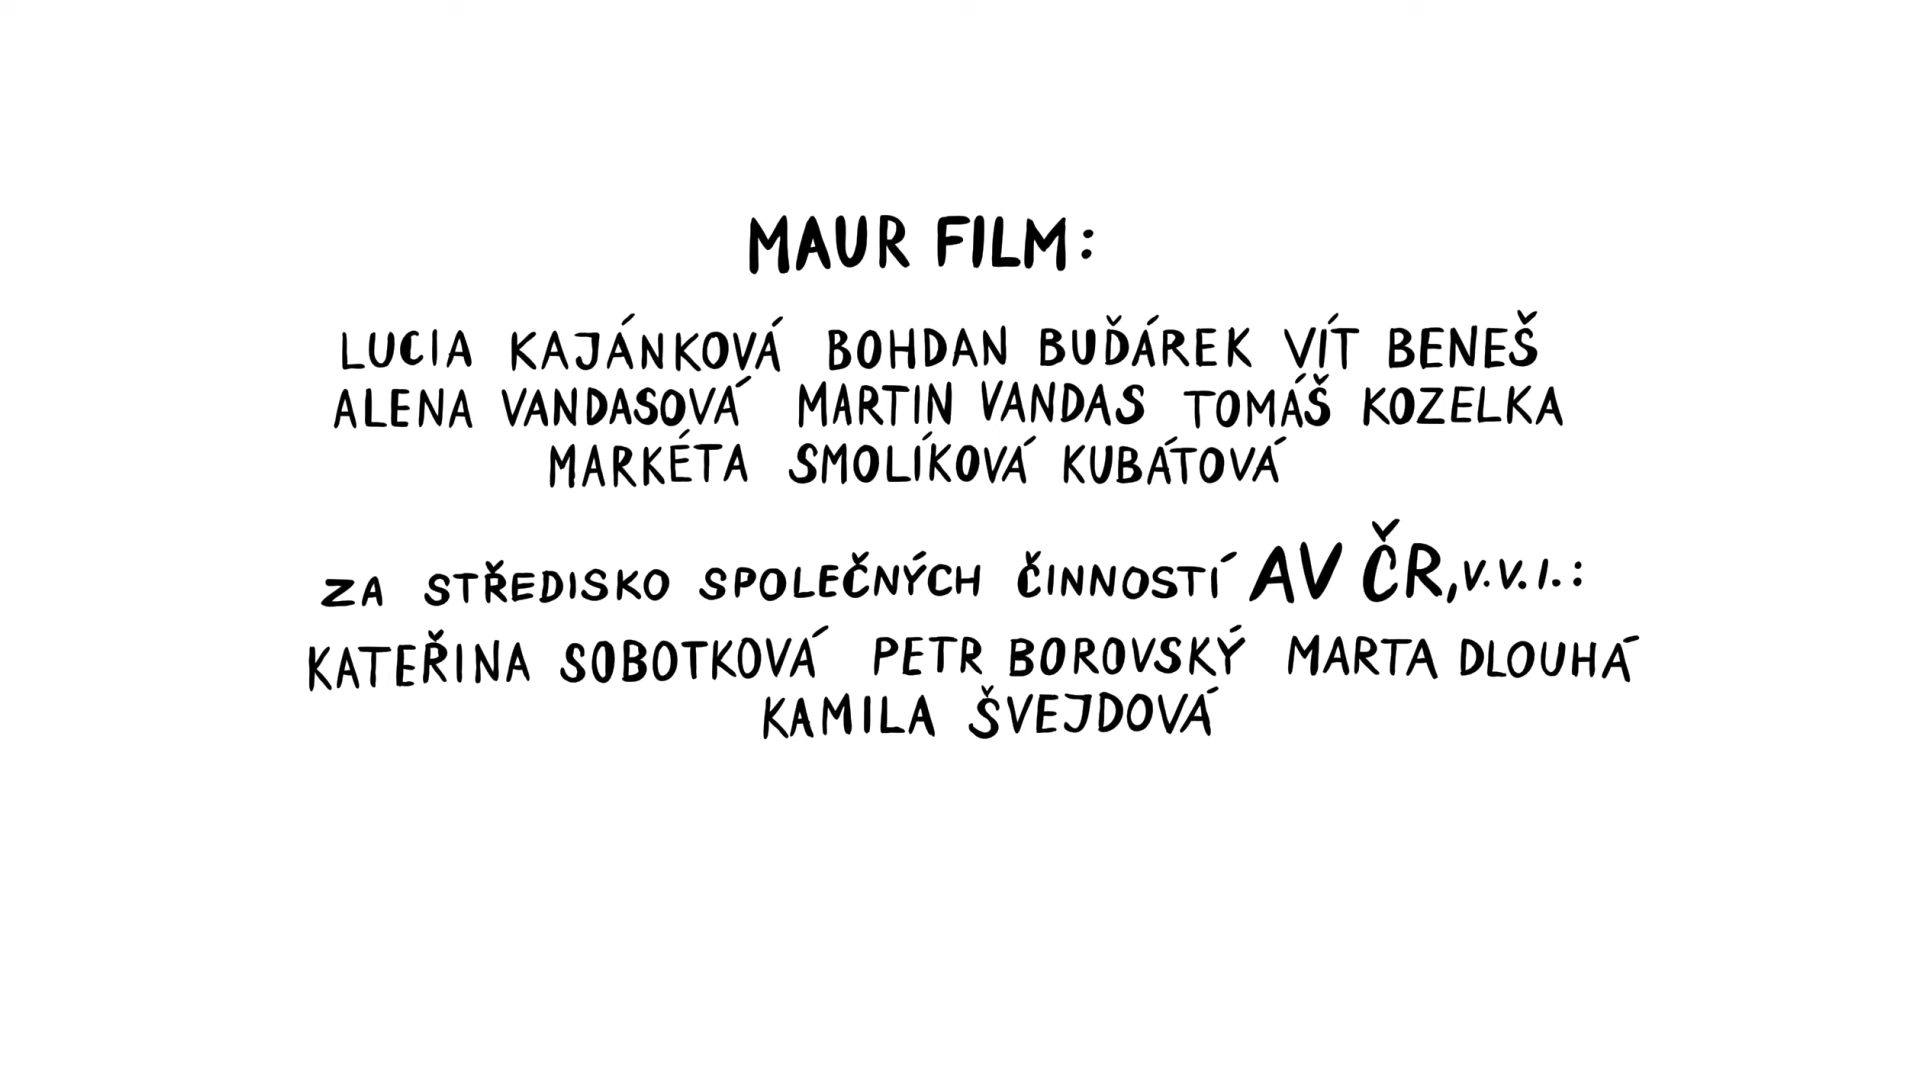 MAUR FILM:
LUCIA KAJÁNKOVÁ BOHDAN BUĎÁREK VÍT BENEŠ
ALENA VANDASOVÁ MARTIN VANDAS TOMÁŠ KOZELKA
MARKÉTA SMOLÍKOVÁ KUBÁTOVÁ
ZA STŘEDISKO SPOLEČNÝCH ČINNOSTÍ AV ČR, V. V. I.:
KATEŘINA SOBOTKOVÁ PETR BOROVSKÝ MARTA DLOUHÁ
KAMILA ŠVEJDOVÁ